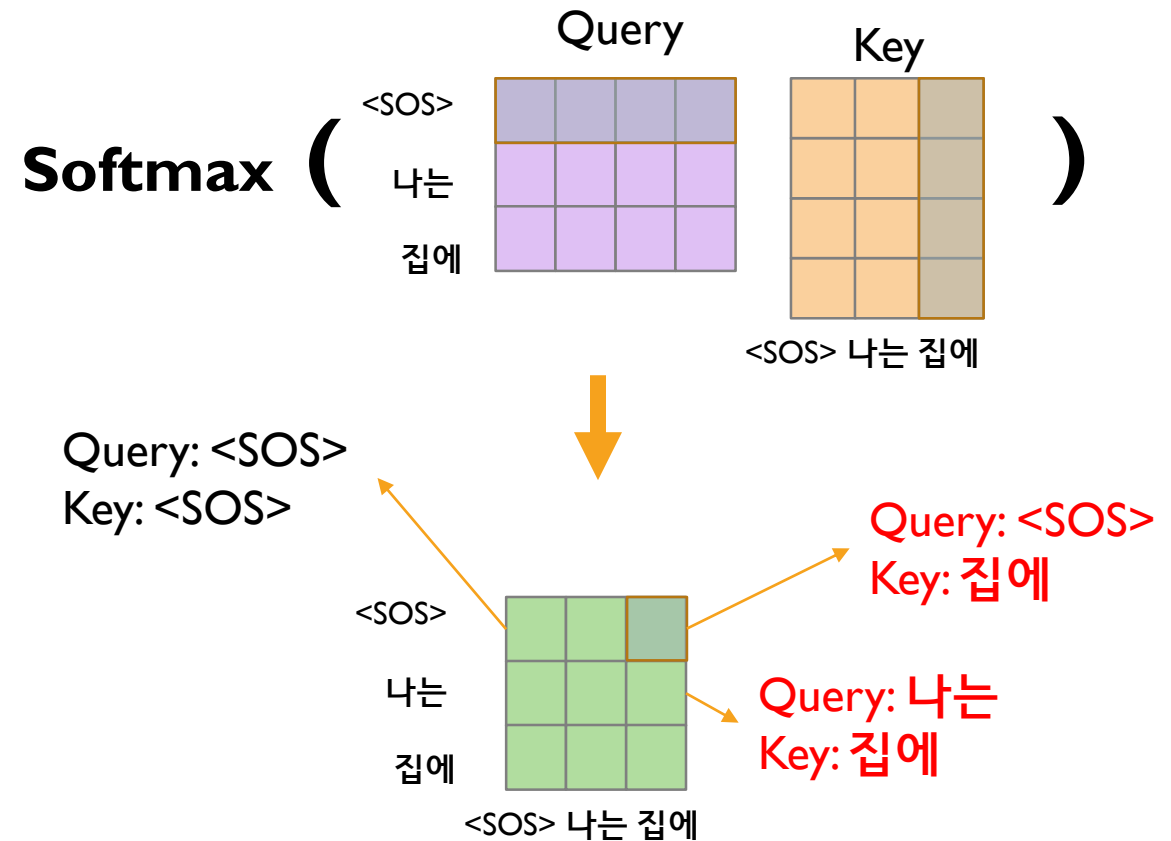 Query
Key
<SOS>
Softmax (
)
나는
집에
<SOS> 나는 집에
Query: <SOS>
Key: <SOS>
Query: <SOS>
Key: 집에
<SOS>
나는
Query: 나는
Key: 집에
집에
<SOS> 나는 집에